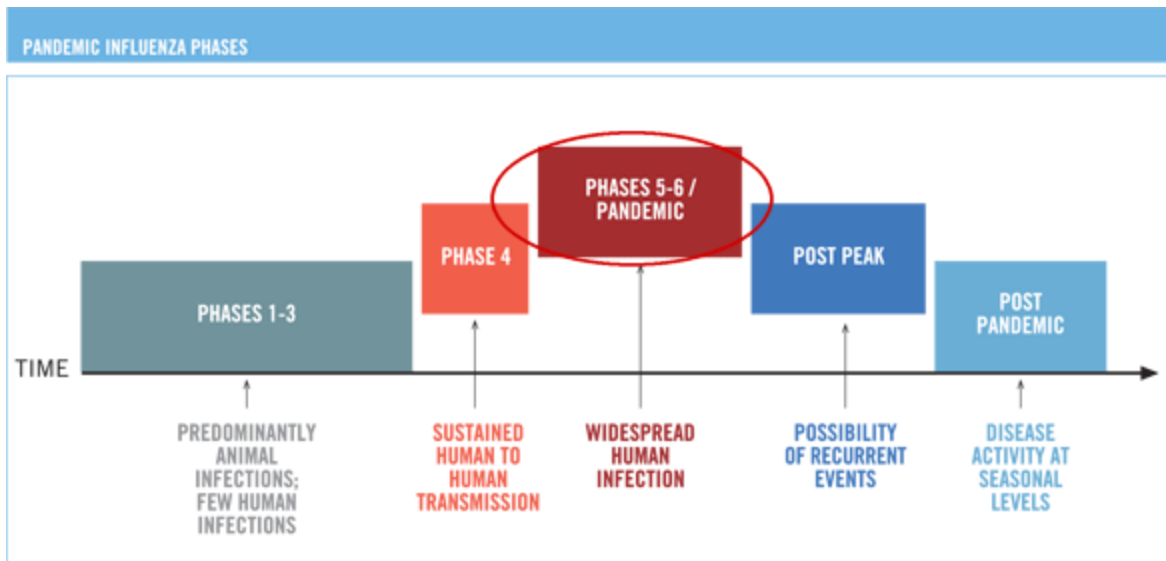 PANDEMIC INFLUENZA PHASES
PHASES 5-6 /
PANDEMIC
PHASE 4
POST PEAK
PHASES 1-3
POST
PANDEMIC
TIME
PREDOMINANTLY
ANIMAL
INFECTIONS;
FEW HUMAN
INFECTIONS
SUSTAINED
HUMAN TO
HUMAN
TRANSMISSION
WIDESPREAD
HUMAN
INFECTION
POSSIBILITY
OF RECURRENT
EVENTS
DISEASE
ACTIVITY AT
SEASONAL
LEVELS